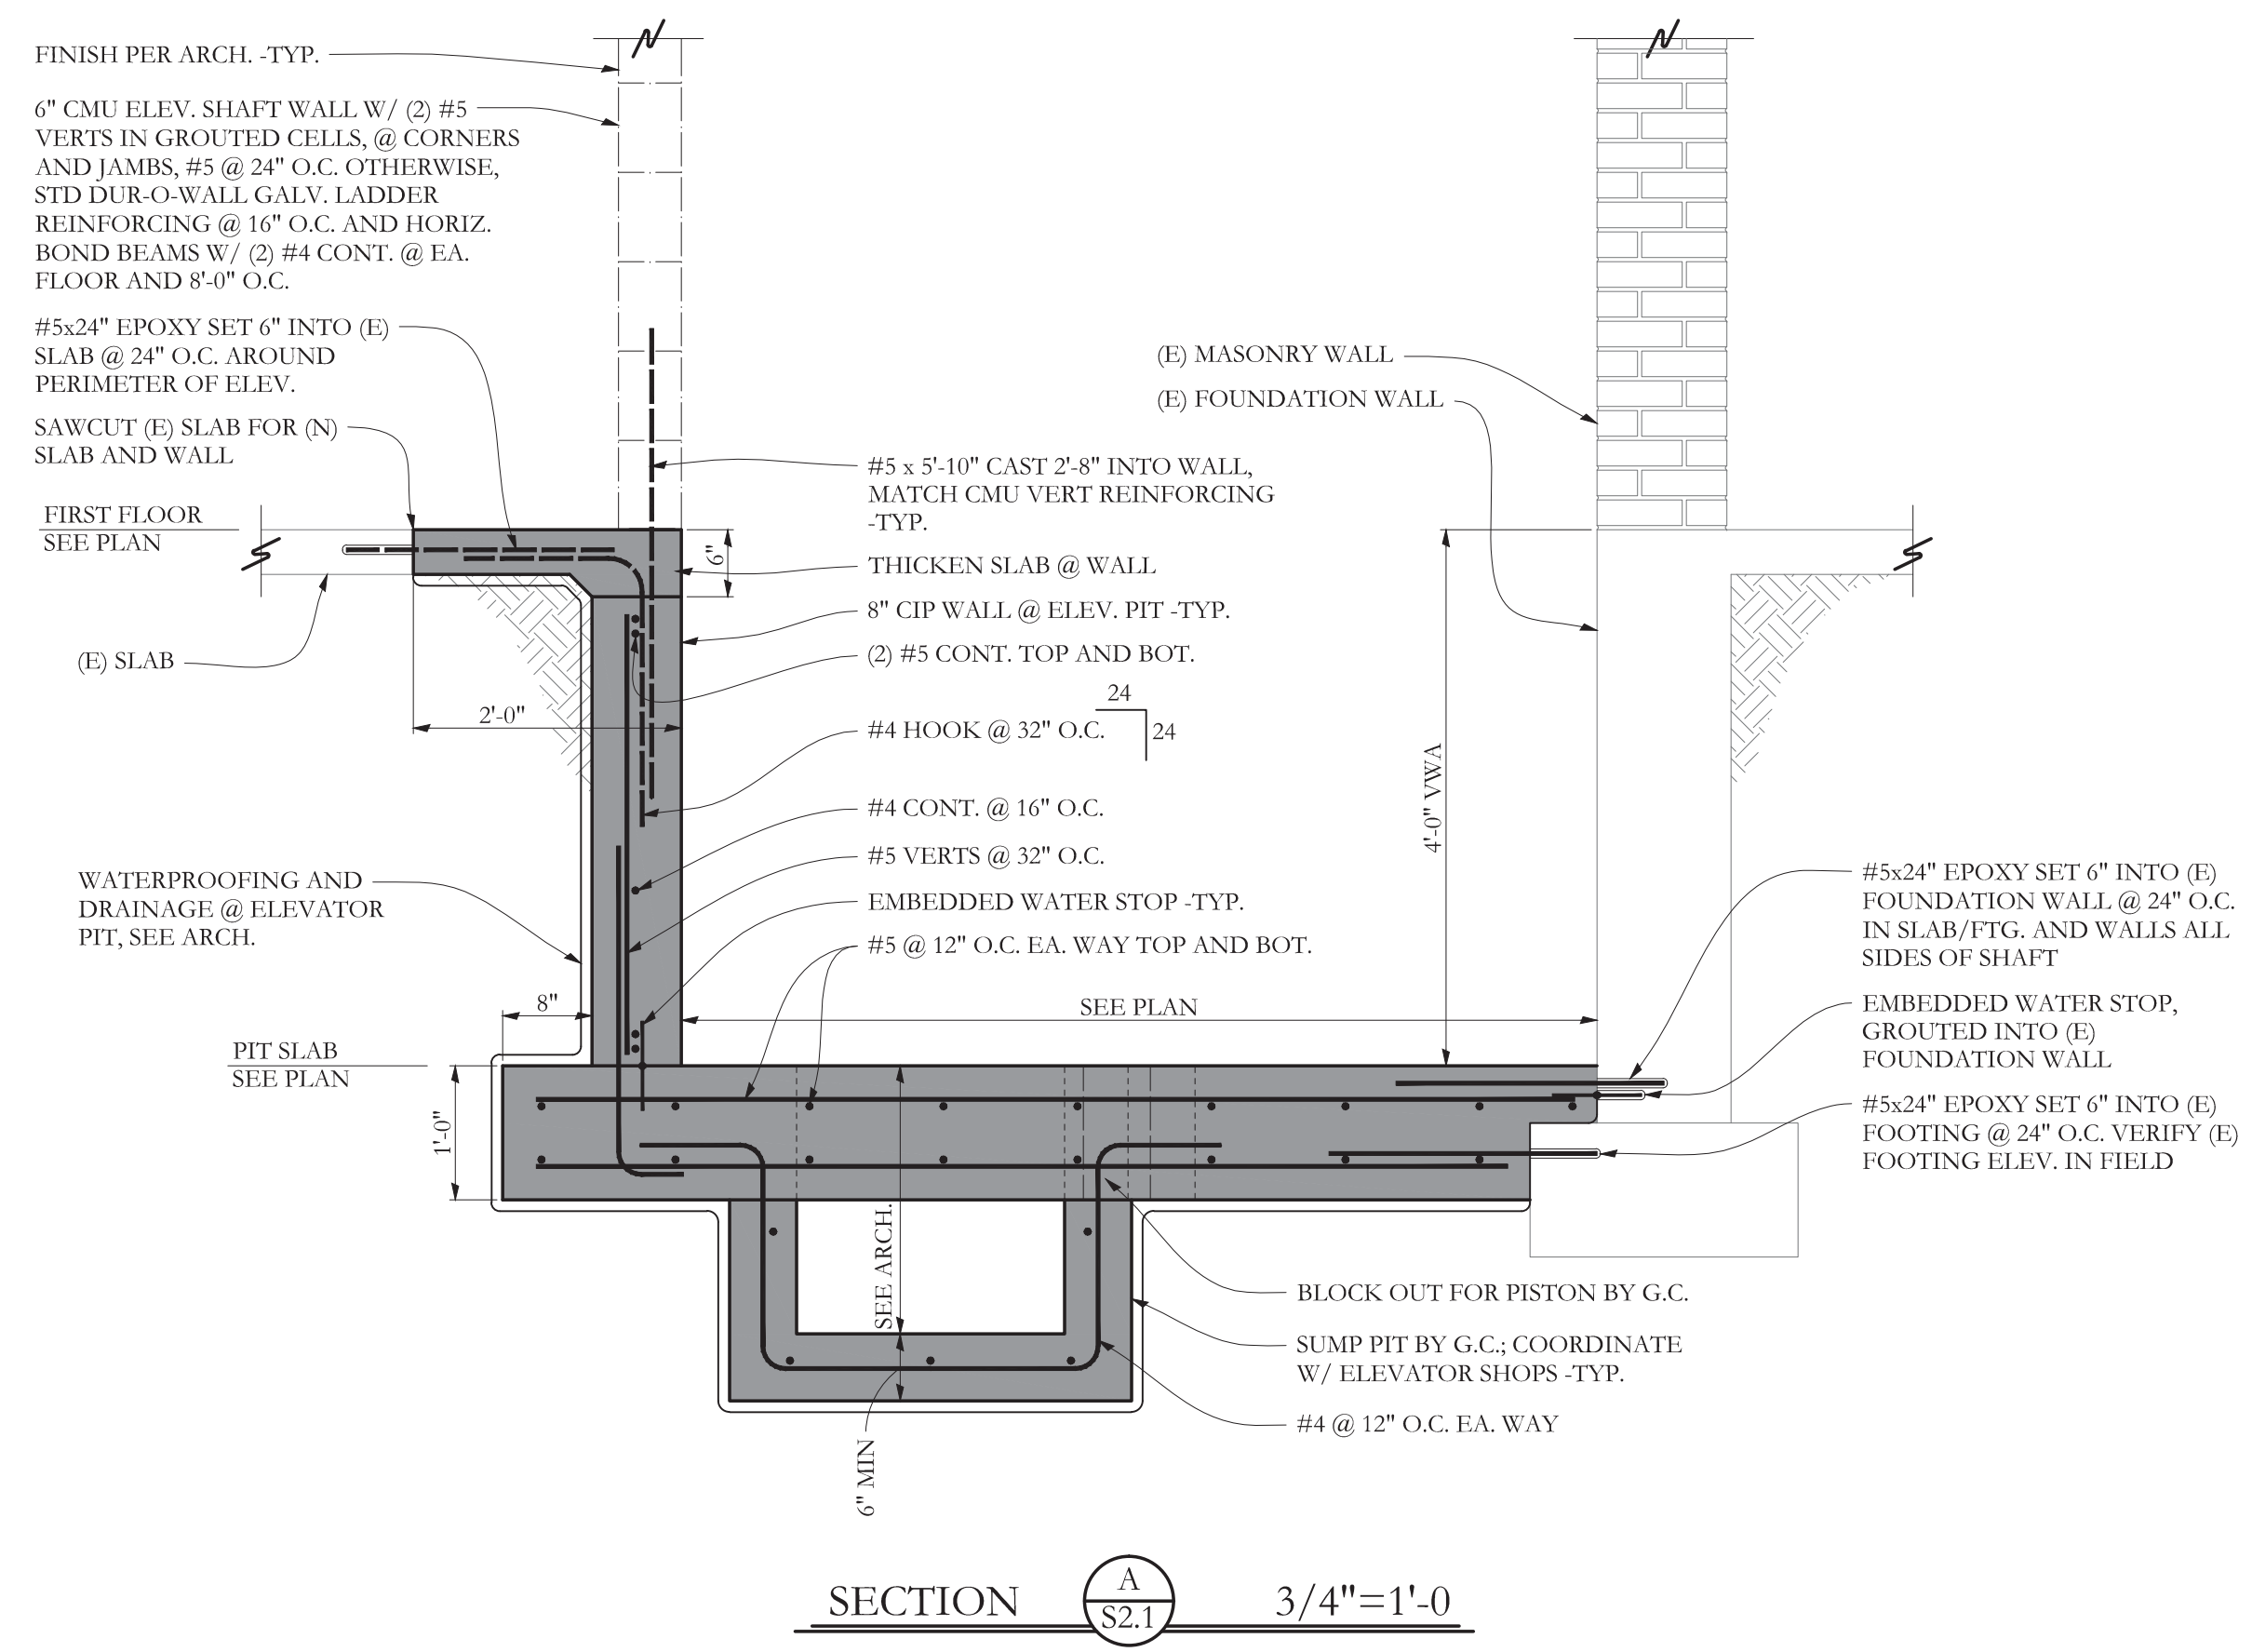 FINISH PER ARCH. -TYP.
6" CMU ELEV. SHAFT WALL W/ (2) #5
VERTS IN GROUTED CELLS, @ CORNERS
AND JAMBS, #5 @ 24" O.C. OTHERWISE,
STD DUR-O-WALL GALV. LADDER
REINFORCING @ 16" O.C. AND HORIZ.
BOND BEAMS W/ (2) #4 CONT. @ EA.
FLOOR AND 8'-0" O.C.
#5x24" EPOXY SET 6" INTO (E)
SLAB @ 24" O.C. AROUND
PERIMETER OF ELEV.
SAWCUT (E) SLAB FOR (N)
SLAB AND WALL
FIRST FLOOR
SEE PLAN
(E) SLAB
2'-0"
6"
WATERPROOFING AND
DRAINAGE @ ELEVATOR
PIT, SEE ARCH.
8"
PIT SLAB
SEE PLAN
1'-0"
(E) MASONRY WALL
(E) FOUNDATION WALL
#5 x 5'-10" CAST 2'-8" INTO WALL,
MATCH CMU VERT REINFORCING
-TYP.
THICKEN SLAB @ WALL
8" CIP WALL @ ELEV. PIT -TYP.
(2) #5 CONT. TOP AND BOT.
24
#4 HOOK @ 32" O.C.
24
#4 CONT. @ 16" O.C.
#5 VERTS @ 32" O.C.
EMBEDDED WATER STOP -TYP.
#5 @ 12" O.C. EA. WAY TOP AND BOT.
SEE PLAN
4'-0" VWA
#5x24" EPOXY SET 6" INTO (E)
FOUNDATION WALL @ 24" O.C.
IN SLAB/FTG. AND WALLS ALL
SIDES OF SHAFT
EMBEDDED WATER STOP,
GROUTED INTO (E)
FOUNDATION WALL
#5x24" EPOXY SET 6" INTO (E)
FOOTING @ 24" O.C. VERIFY (E)
FOOTING ELEV. IN FIELD
SEE ARCH.
6" MIN
BLOCK OUT FOR PISTON BY G.C.
SUMP PIT BY G.C.; COORDINATE
W/ ELEVATOR SHOPS -TYP.
#4 @ 12" O.C. EA. WAY
SECTION
A
S2.1
3/4"=1'-0